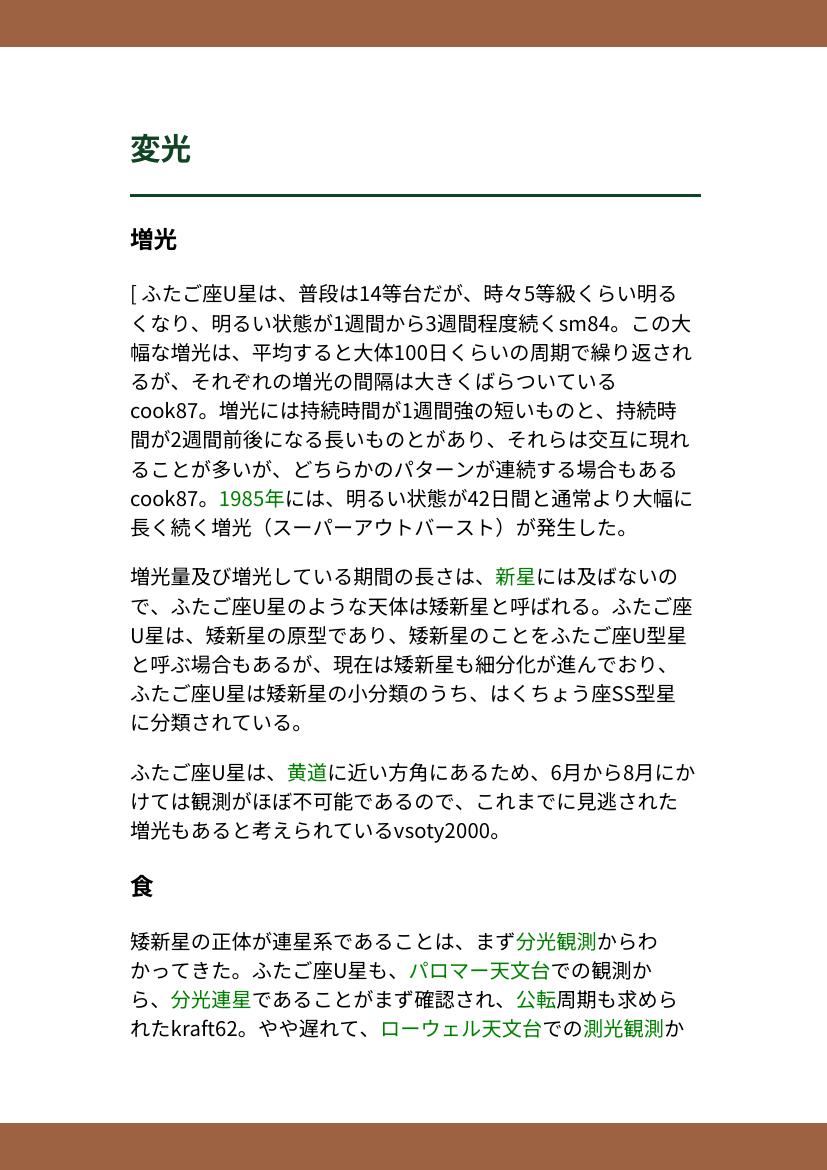 変光
増光
[ ふたご座U星は、普段は14等台だが、時々5等級くらい明る
くなり、明るい状態が1週間から3週間程度続くsm84。この大
幅な増光は、平均すると大体100日くらいの周期で繰り返され
るが、それぞれの増光の間隔は大きくばらついている
cook87。増光には持続時間が1週間強の短いものと、持続時
間が2週間前後になる長いものとがあり、それらは交互に現れ
ることが多いが、どちらかのパターンが連続する場合もある
cook87。1985年には、明るい状態が42日間と通常より大幅に
長く続く増光（スーパーアウトバースト）が発生した。
増光量及び増光している期間の長さは、新星には及ばないの
で、ふたご座U星のような天体は矮新星と呼ばれる。ふたご座
U星は、矮新星の原型であり、矮新星のことをふたご座U型星
と呼ぶ場合もあるが、現在は矮新星も細分化が進んでおり、
ふたご座U星は矮新星の小分類のうち、はくちょう座SS型星
に分類されている。
ふたご座U星は、黄道に近い方角にあるため、6月から8月にか
けては観測がほぼ不可能であるので、これまでに見逃された
増光もあると考えられているvsoty2000。
食
矮新星の正体が連星系であることは、まず分光観測からわ
かってきた。ふたご座U星も、パロマー天文台での観測か
ら、分光連星であることがまず確認され、公転周期も求めら
れたkraft62。やや遅れて、ローウェル天文台での測光観測か